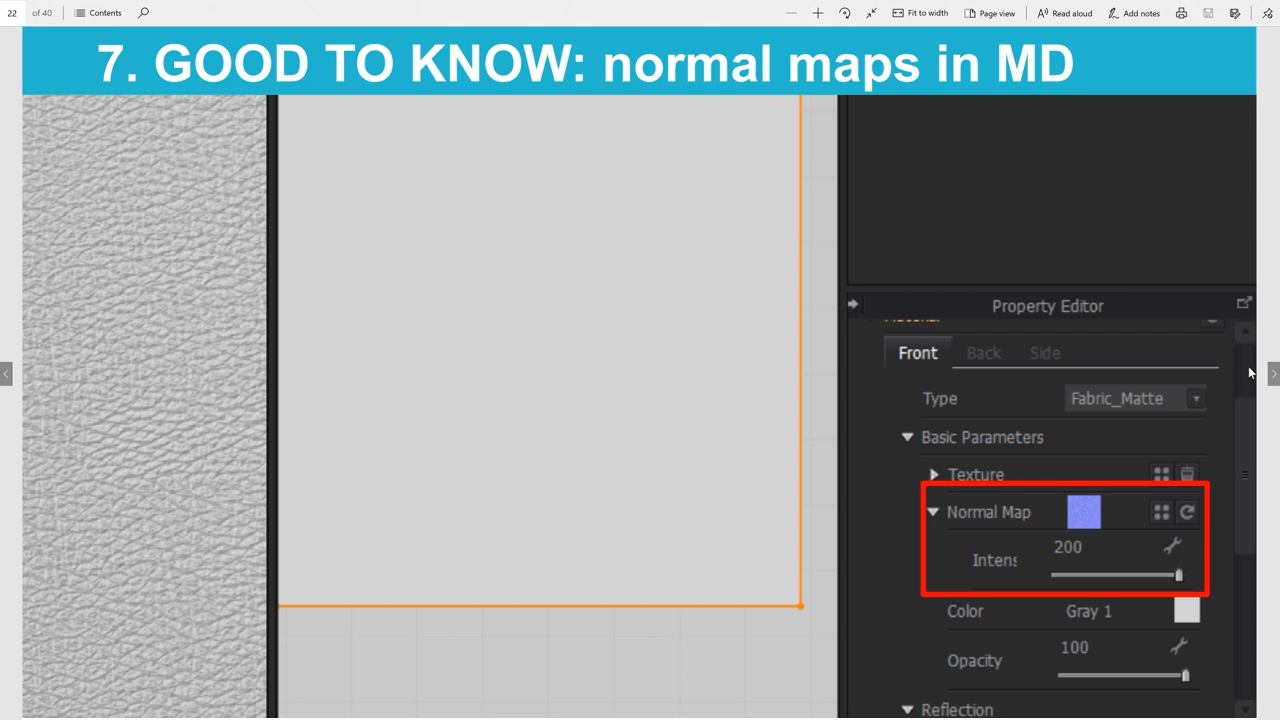 22 of 40 Contents Fit to width Page view Read aloud Add notes
7. GOOD TO KNOW: normal maps in MD
Property Editor
Front Back Side
Type Fabric_Matte
Basic Parameters
Texture
Normal Map
200
Intens
Color Gray 1
100
Opacity
Reflection